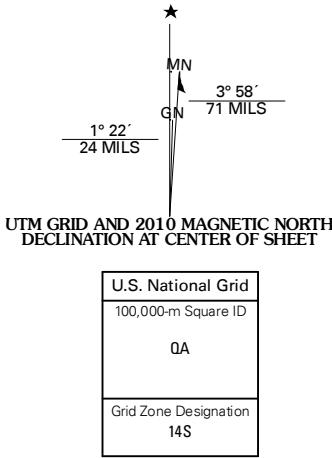 ★
MN
GN
3° 58´
71 MILS
1° 22´
24 MILS
UTM GRID AND 2010 MAGNETIC NORTH
DECLINATION AT CENTER OF SHEET
U.S. National Grid
100,000-m Square ID
QA
Grid Zone Designation
14S